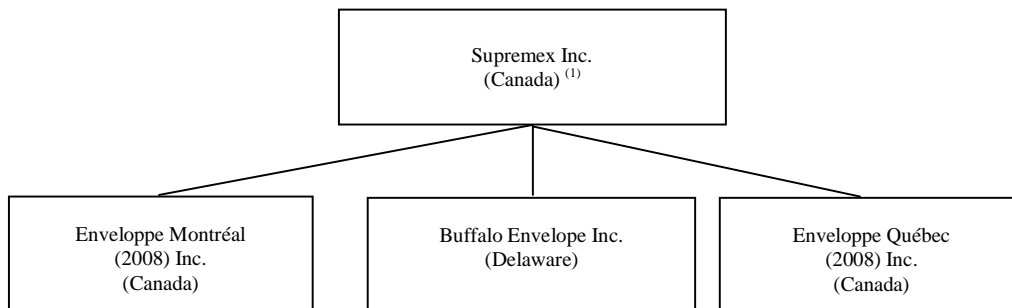 Supremex Inc.
(Canada) (1)
Enveloppe Montréal
(2008) Inc.
(Canada)
Buffalo Envelope Inc.
(Delaware)
Enveloppe Québec
(2008) Inc.
(Canada)